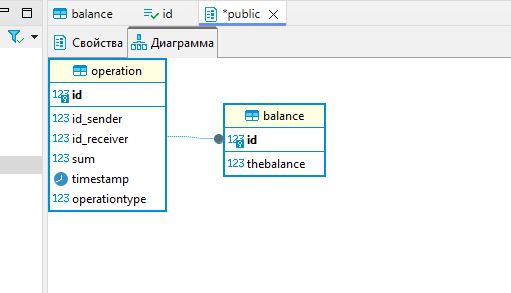 balance id *public
Свойства Диаграмма
operation
123 id
123 id_sender
123 id_receiver
123 sum
timestamp
123 operationtype
balance
123 id
123 thebalance